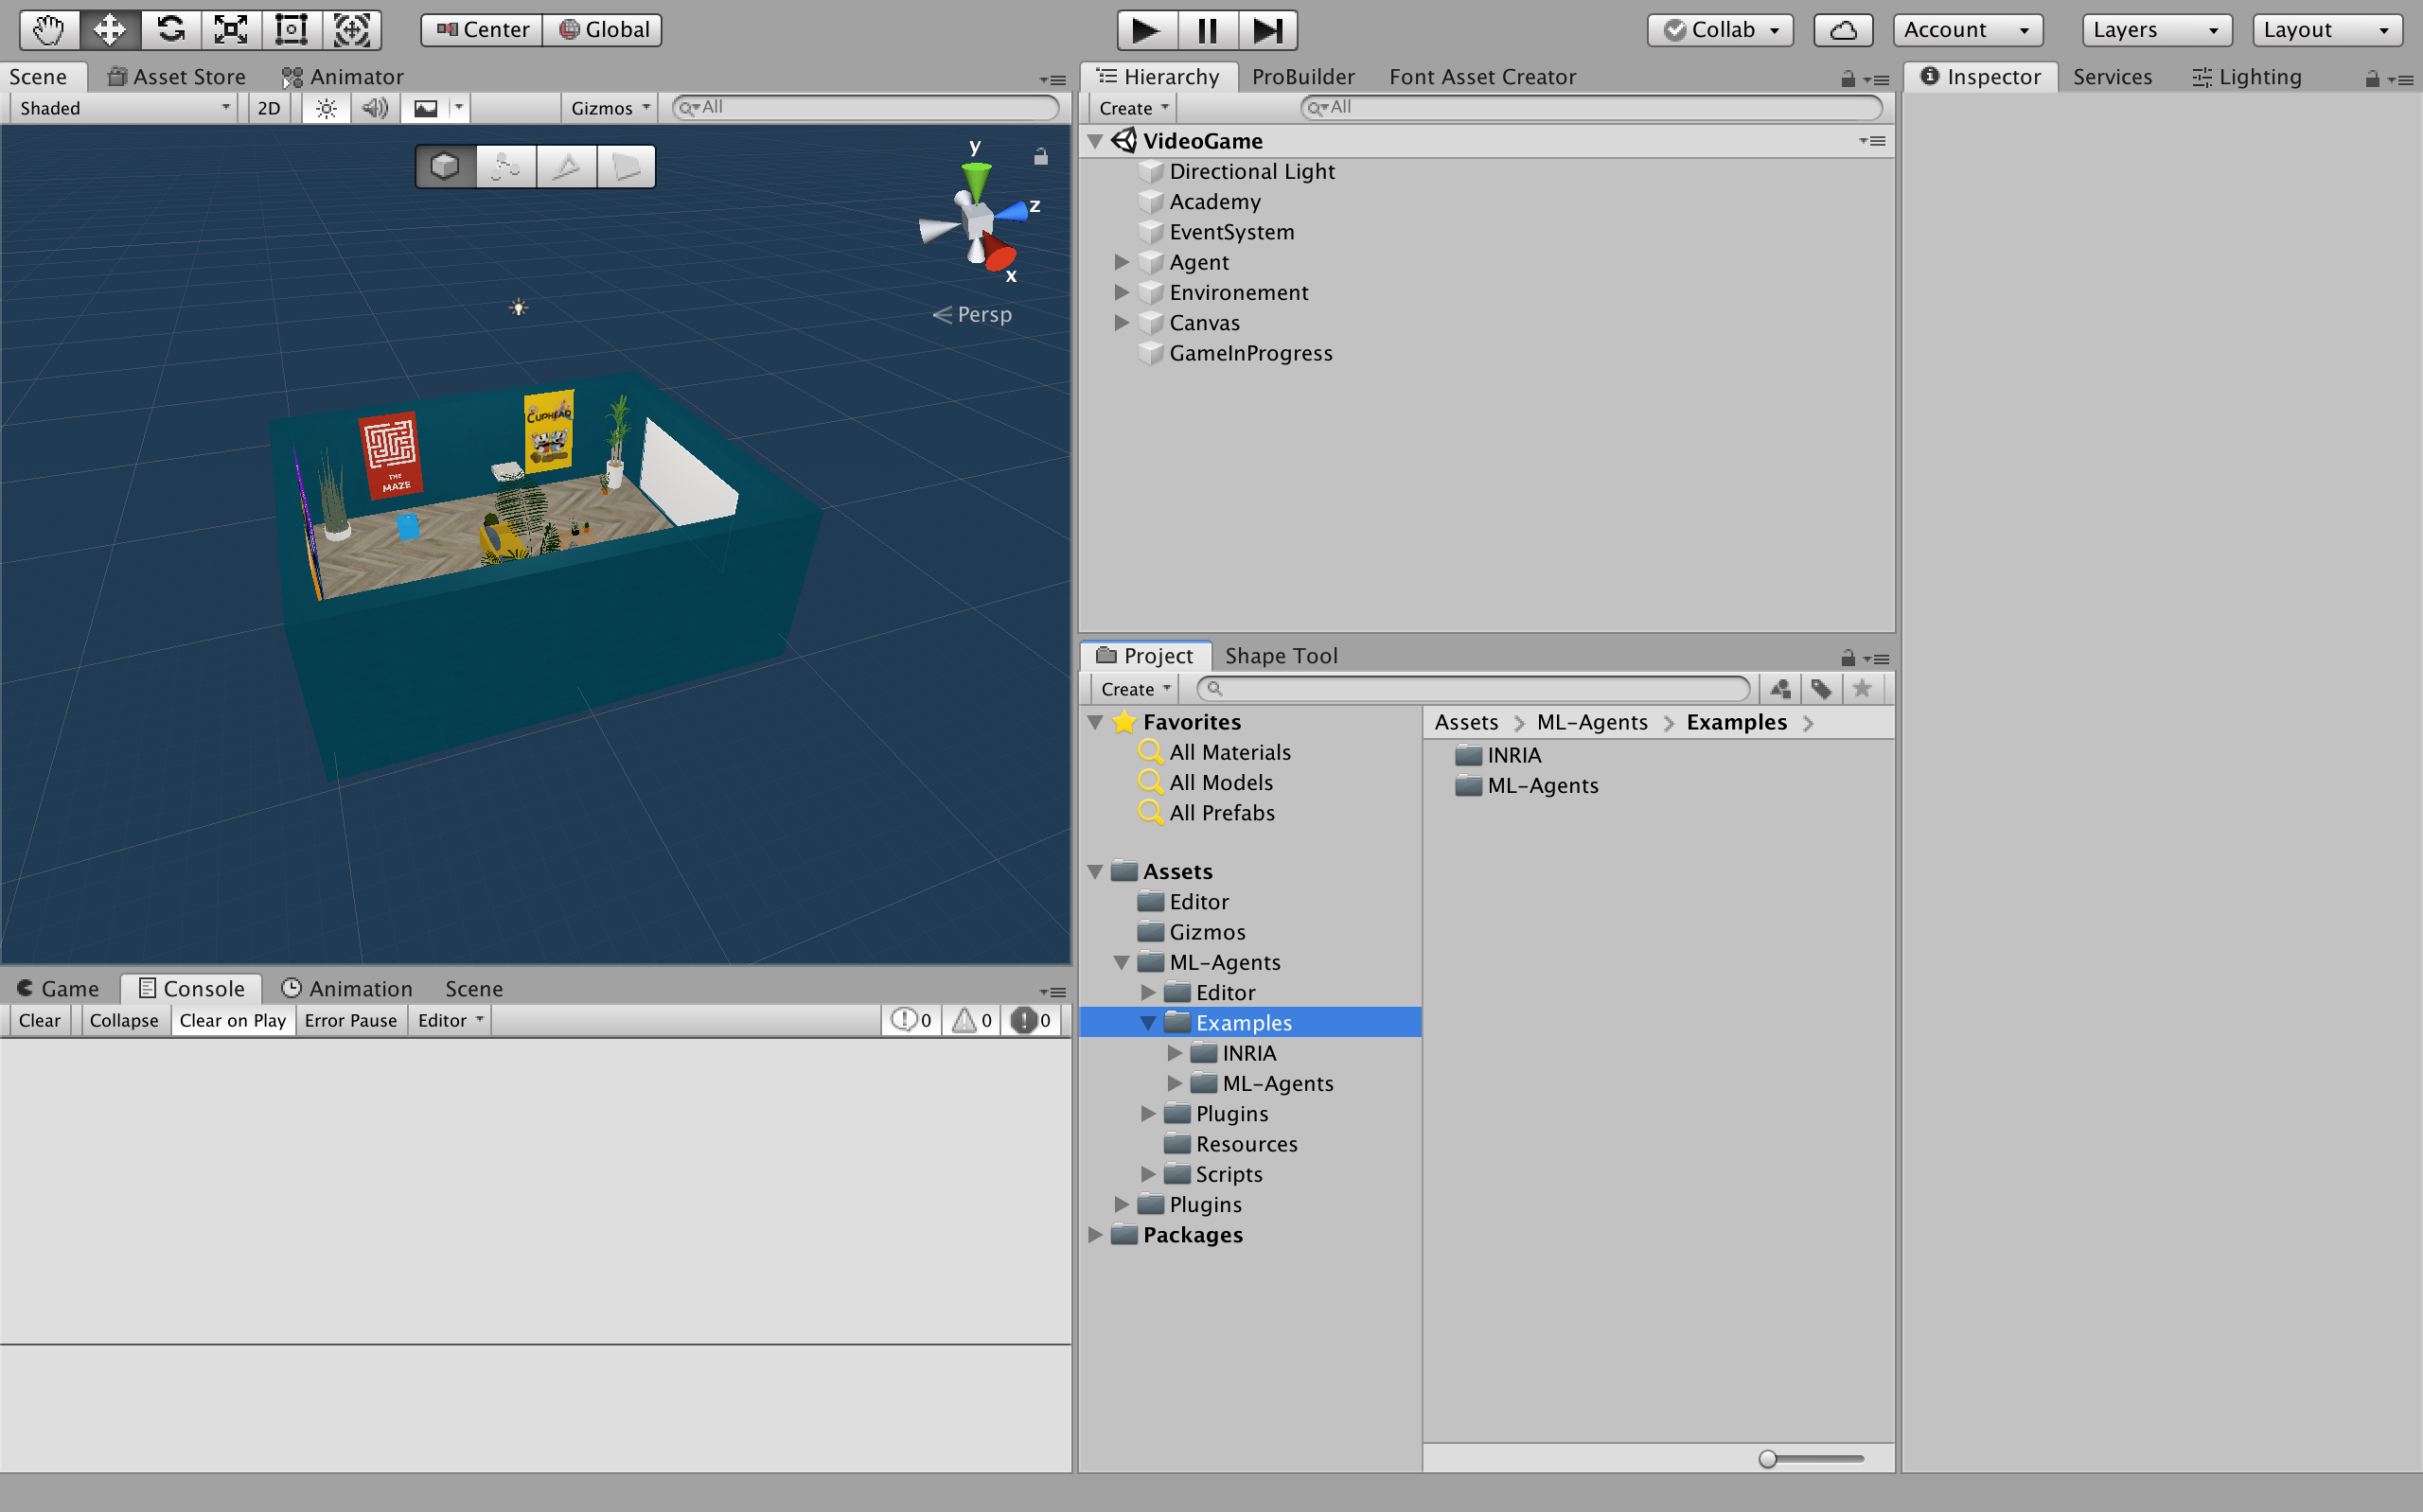 Center Global Collab Account Layers Layout
Scene Asset Store Animator
Shaded 2D Gizmos All
y
z
x
Persp
CUPHEAD
THE
MAZE
Hierarchy ProBuilder Font Asset Creator
Create All
VideoGame
Directional Light
Academy
EventSystem
Agent
Environement
Canvas
GameInProgress
Inspector Services Lighting
Game Console Animation Scene
Clear Collapse Clear on Play Error Pause Editor 0 0 0
Project Shape Tool
Create
Favorites
All Materials
All Models
All Prefabs
Assets
Editor
Gizmos
ML-Agents
Editor
Examples
INRIA
ML-Agents
Plugins
Resources
Scripts
Plugins
Packages
Assets ML-Agents Examples
INRIA
ML-Agents